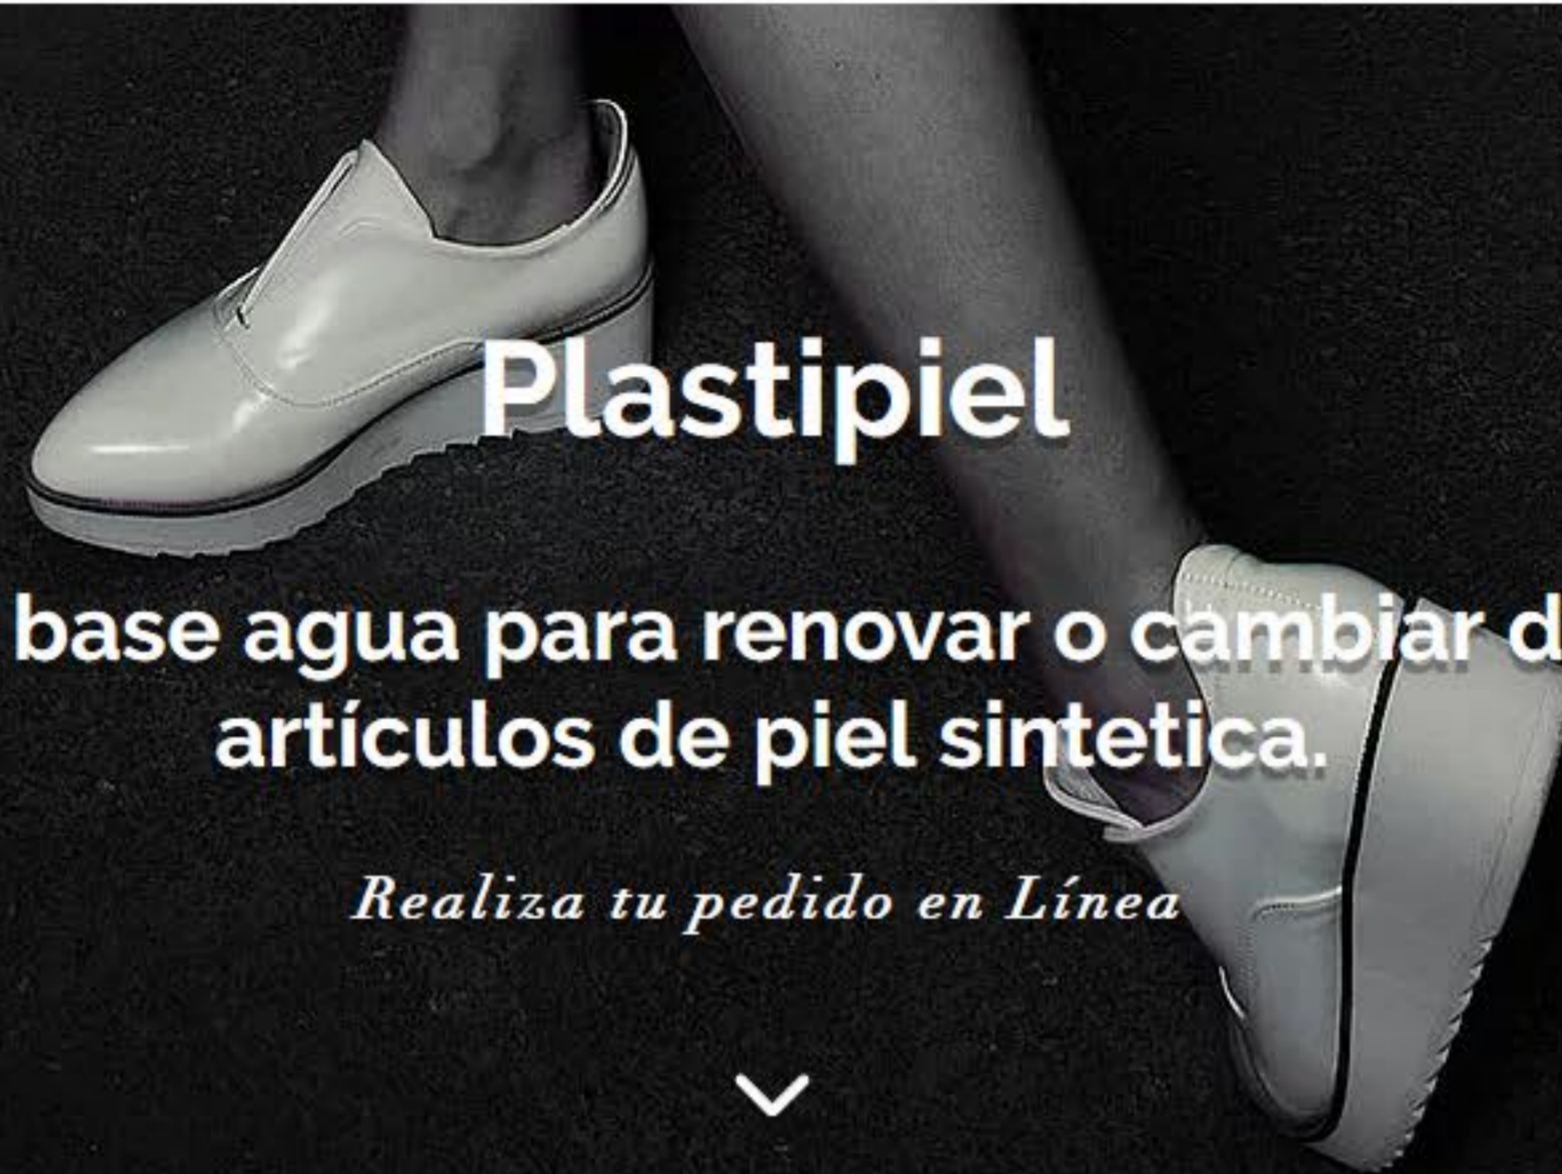 Plastipiel
base agua para renovar o cambiar d
artículos de piel sintetica.
Realiza tu pedido en Línea